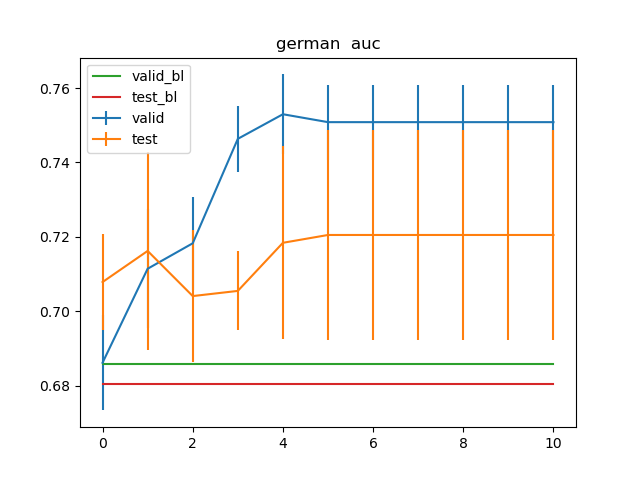 german  auc
valid_bl
test_bl
valid
test
0.76
0.74
0.72
0.70
0.68
0 2 4 6 8 10